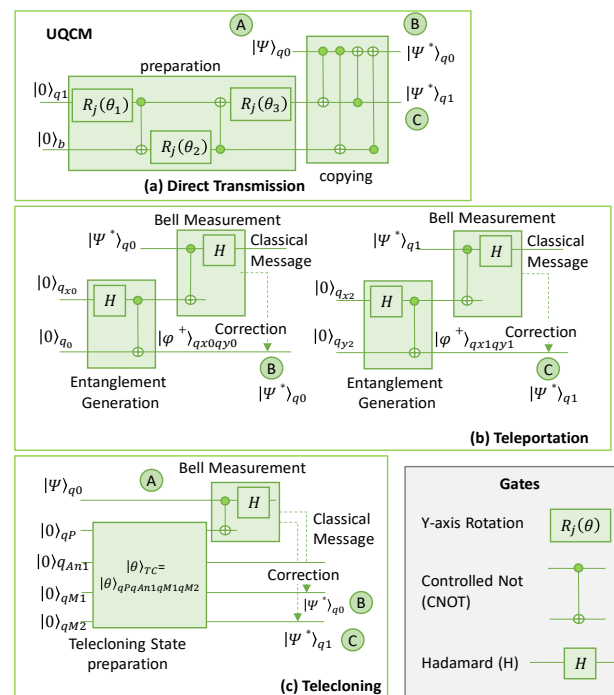 UQCM
A
B
|Ψ⟩q0
|Ψ*⟩q0
preparation
|0⟩q1
Rj(θ1)
Rj(θ3)
|Ψ*⟩q1
|0⟩b
Rj(θ2)
C
(a) Direct Transmission
copying
Bell Measurement
|Ψ*⟩q0
H
Classical
Message
|0⟩qx0
H
|0⟩q0
|φ+⟩qx0qy0
Correction
Entanglement
Generation
B
|Ψ*⟩q0
Bell Measurement
|Ψ*⟩q1
H
Classical
Message
|0⟩qx2
H
|0⟩qy2
|φ+⟩qx1qy1
Correction
Entanglement
Generation
C
|Ψ*⟩q1
(b) Teleportation
A
Bell Measurement
|Ψ⟩q0
H
|0⟩qP
Classical
Message
|0⟩qAn1
|θ⟩TC=
|θ⟩qPqAn1qM1qM2
Correction
|0⟩qM1
|Ψ*⟩q0
B
|0⟩qM2
|Ψ*⟩q1
C
Telecloning State
preparation
(c) Telecloning
Gates
Y-axis Rotation
Rj(θ)
Controlled Not
(CNOT)
Hadamard (H)
H